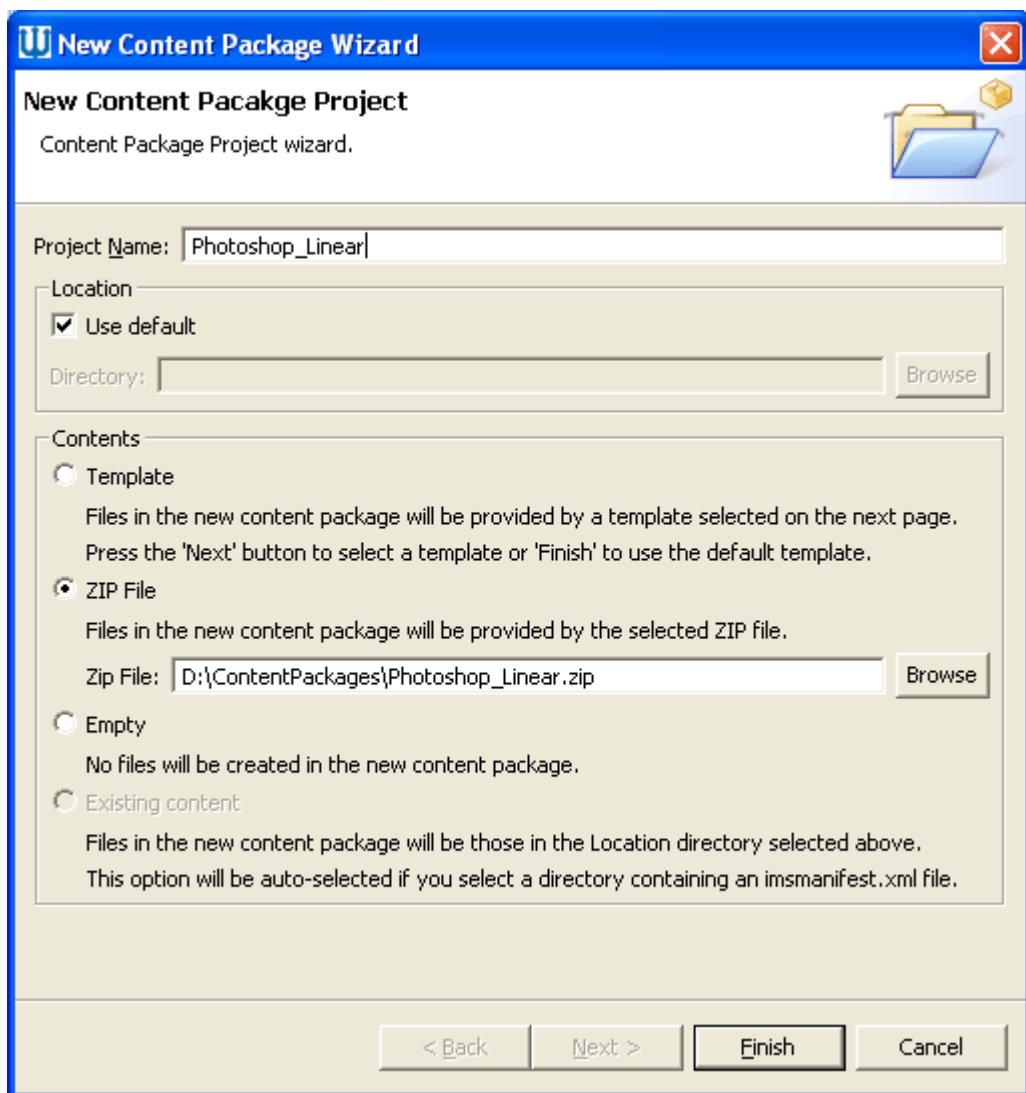 New Content Package Wizard
New Content Pacakge Project
Content Package Project wizard.
Project Name: Photoshop_Linear
Location
Use default
Directory: Browse
Contents
Template
Files in the new content package will be provided by a template selected on the next page.
Press the 'Next' button to select a template or 'Finish' to use the default template.
ZIP File
Files in the new content package will be provided by the selected ZIP file.
Zip File: D:\ContentPackages\Photoshop_Linear.zip Browse
Empty
No files will be created in the new content package.
Existing content
Files in the new content package will be those in the Location directory selected above.
This option will be auto-selected if you select a directory containing an imsmanifest.xml file.
< Back Next > Finish Cancel